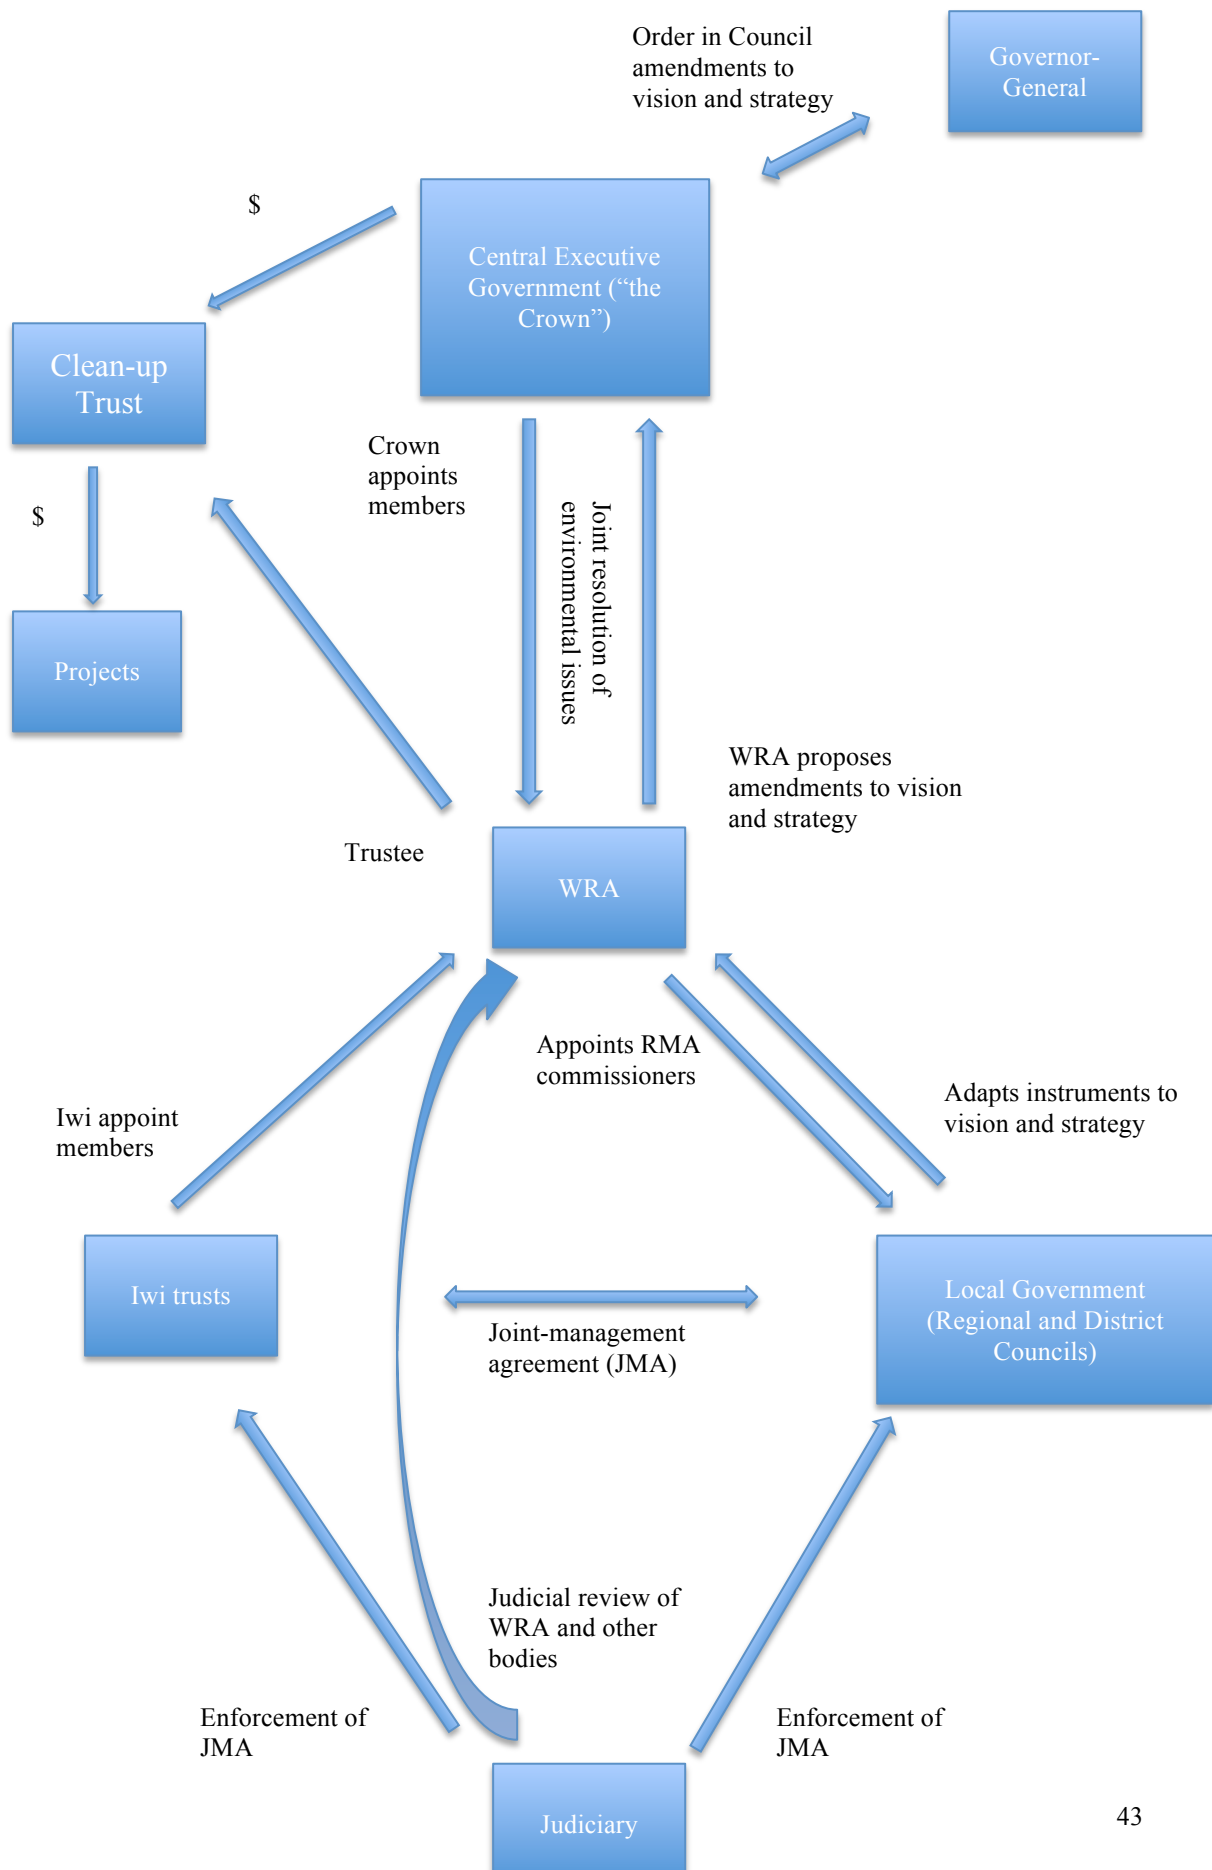 Order in Council
amendments to
vision and strategy
Governor-
General
$
Central Executive
Government (“the
Crown”)
Clean-up
Trust
Crown
appoints
members
Joint resolution of
environmental issues
$
Projects
WRA proposes
amendments to vision
and strategy
Trustee
WRA
Appoints RMA
commissioners
Adapts instruments to
vision and strategy
Iwi appoint
members
Iwi trusts
Local Government
(Regional and District
Councils)
Joint-management
agreement (JMA)
Judicial review of
WRA and other
bodies
Enforcement of
JMA
Enforcement of
JMA
Judiciary
43